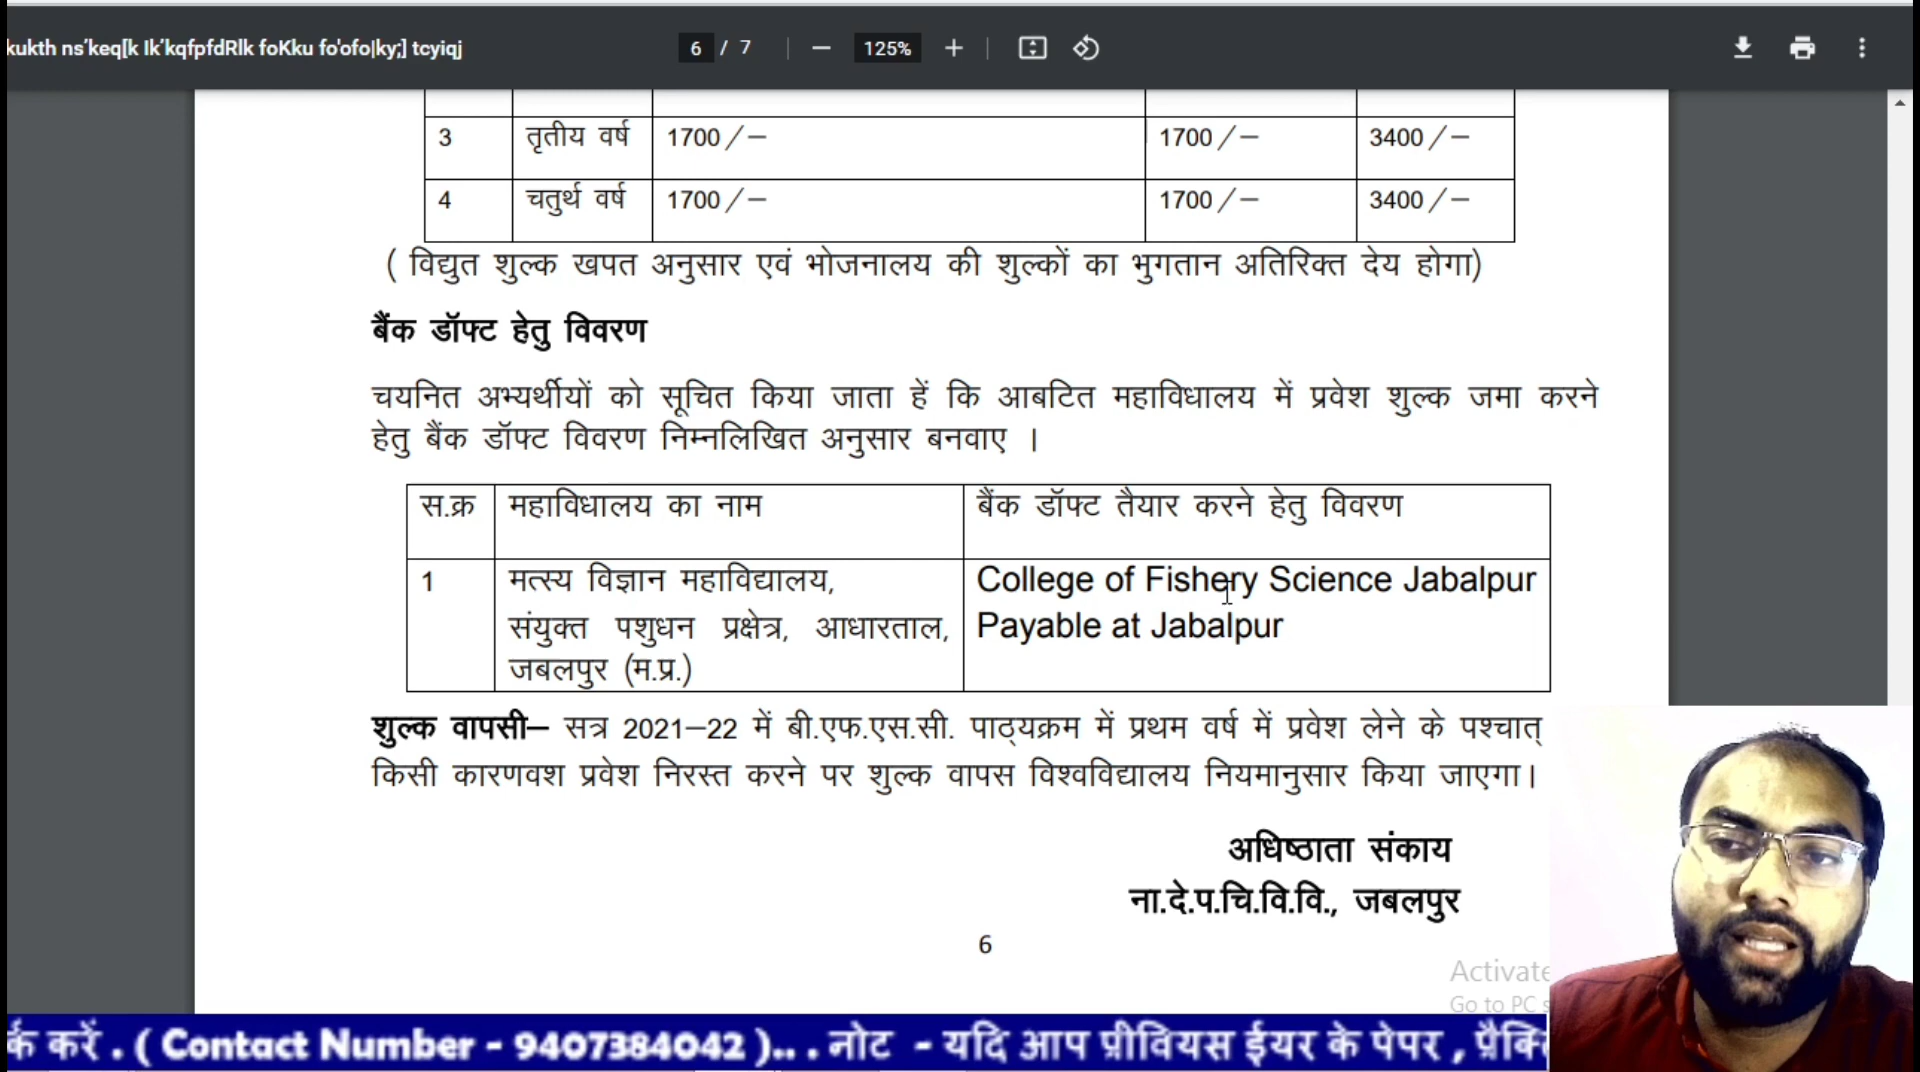 kukth ns'keq[k Ik'kqfpfdRlk foKku fo'ofo|ky;] tcyiqj
6 / 7
125%
3 तृतीय वर्ष 1700/– 1700/– 3400/–
4 चतुर्थ वर्ष 1700/– 1700/– 3400/–
( विद्युत शुल्क खपत अनुसार एवं भोजनालय की शुल्कों का भुगतान अतिरिक्त देय होगा)
बैंक डॉफ्ट हेतु विवरण
चयनित अभ्यर्थीयों को सूचित किया जाता हें कि आबटित महाविधालय में प्रवेश शुल्क जमा करने
हेतु बैंक डॉफ्ट विवरण निम्नलिखित अनुसार बनवाए ।
स.क्र महाविधालय का नाम बैंक डॉफ्ट तैयार करने हेतु विवरण
1 मत्स्य विज्ञान महाविद्यालय, College of Fishery Science Jabalpur
संयुक्त पशुधन प्रक्षेत्र, आधारताल, Payable at Jabalpur
जबलपुर (म.प्र.)
शुल्क वापसी– सत्र 2021–22 में बी.एफ.एस.सी. पाठ्यक्रम में प्रथम वर्ष में प्रवेश लेने के पश्चात्
किसी कारणवश प्रवेश निरस्त करने पर शुल्क वापस विश्वविद्यालय नियमानुसार किया जाएगा।
अधिष्ठाता संकाय
ना.दे.प.चि.वि.वि., जबलपुर
6
Activate
Go to PC
र्क करें . ( Contact Number - 9407384042 ).. . नोट - यदि आप प्रीवियस ईयर के पेपर ,